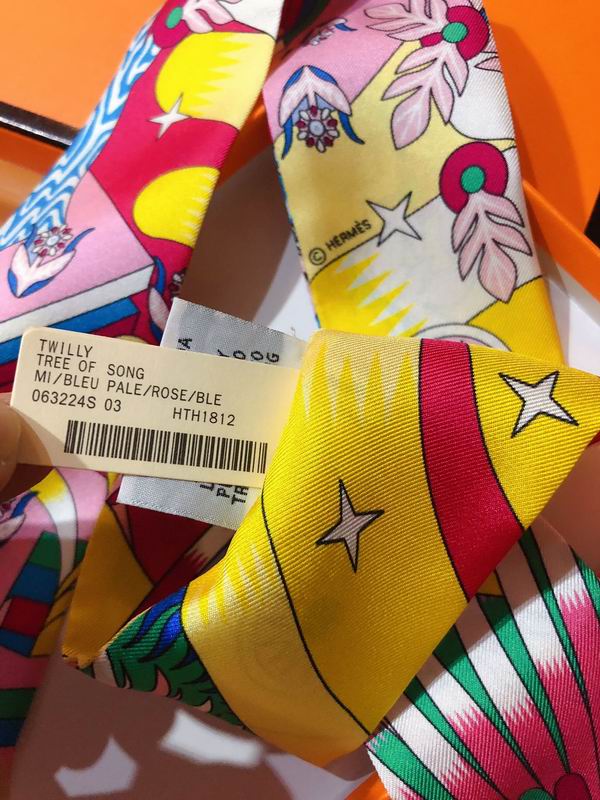 © HERMÈS
TWILLY
TREE OF SONG
MI/BLEU PALE/ROSE/BLE
063224S 03 HTH1812